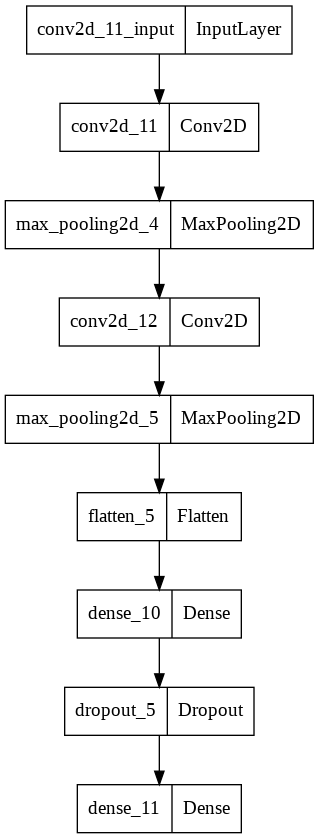 conv2d_11_input InputLayer
conv2d_11 Conv2D
max_pooling2d_4 MaxPooling2D
conv2d_12 Conv2D
max_pooling2d_5 MaxPooling2D
flatten_5 Flatten
dense_10 Dense
dropout_5 Dropout
dense_11 Dense